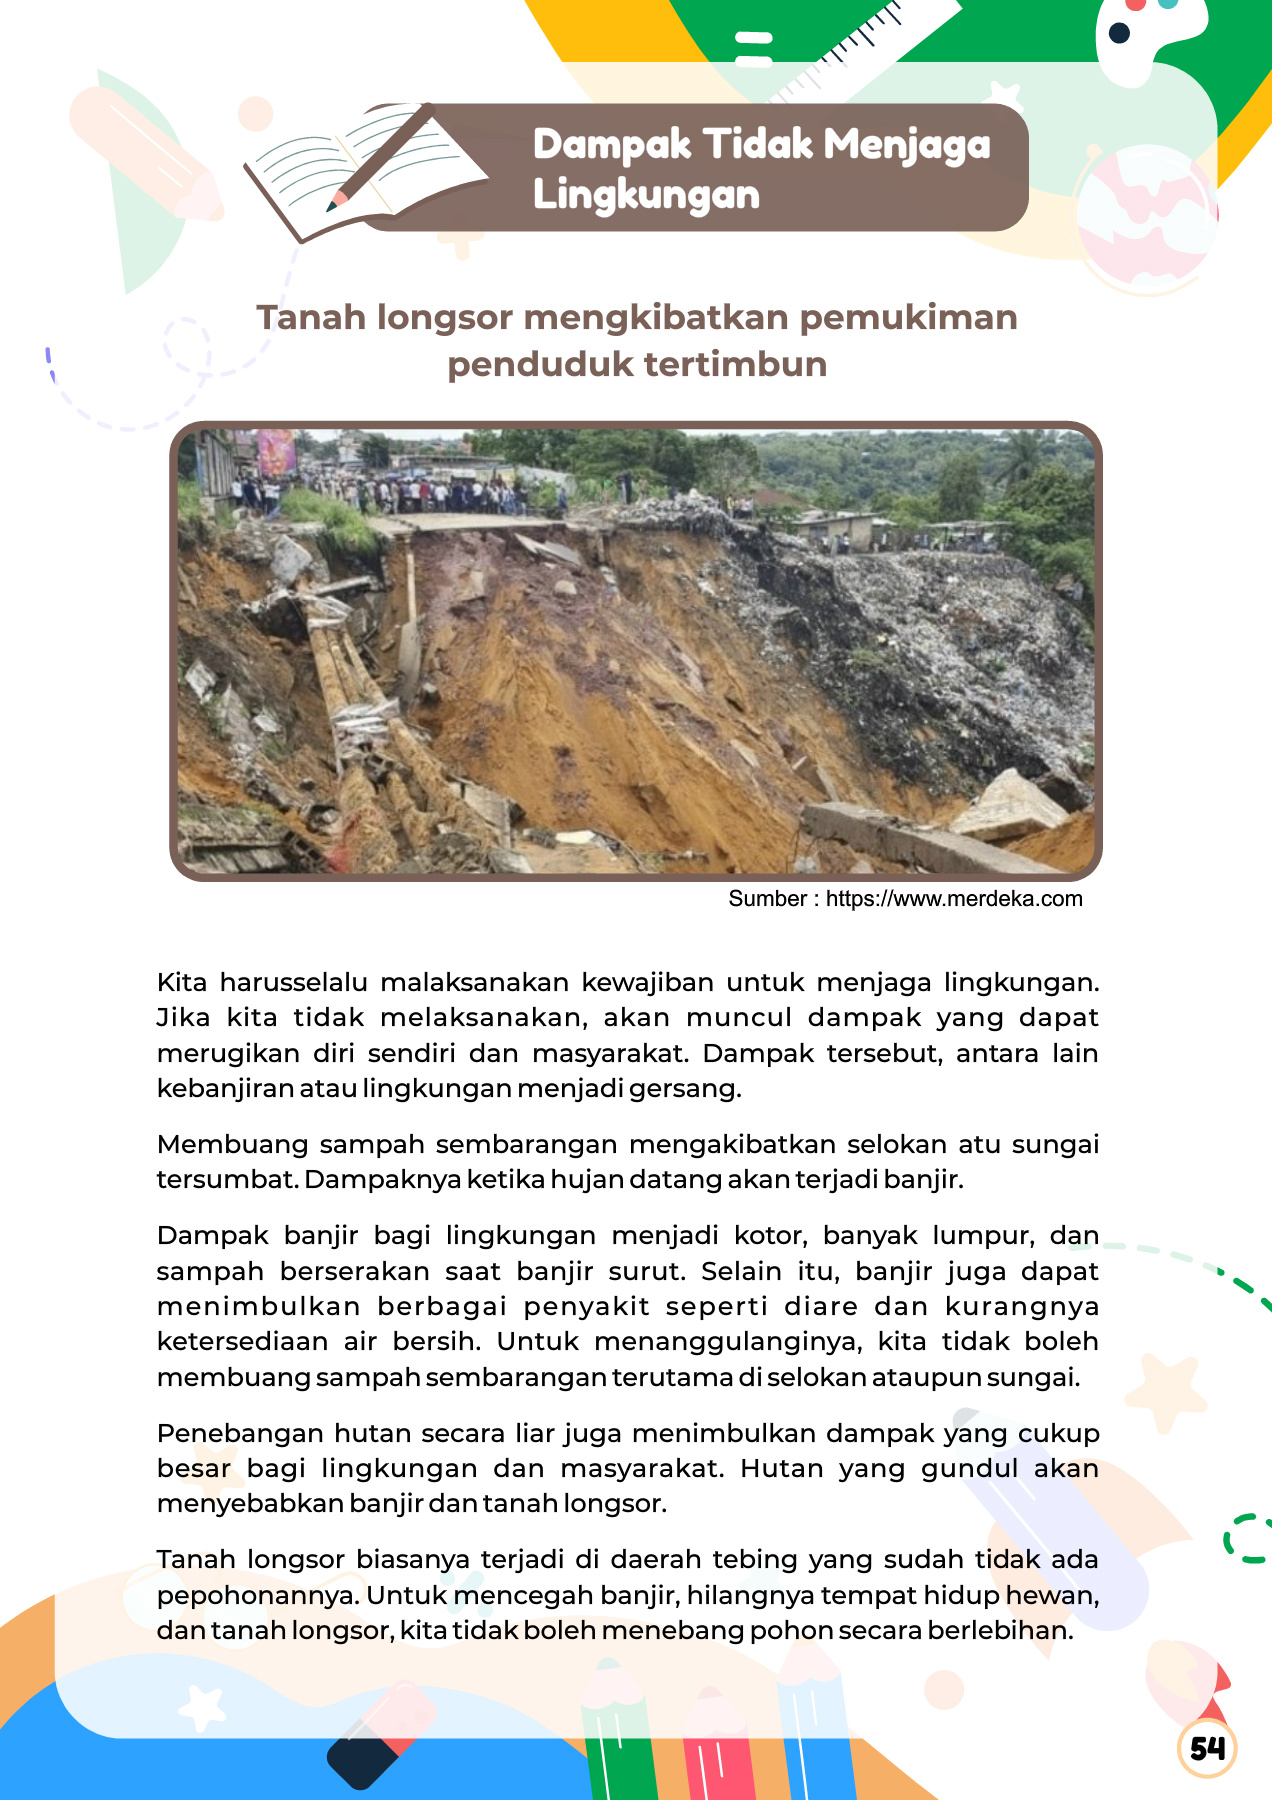 Dampak Tidak Menjaga
Lingkungan
Tanah longsor mengkibatkan pemukiman
penduduk tertimbun
Sumber : https://www.merdeka.com
Kita harusselalu malaksanakan kewajiban untuk menjaga lingkungan.
Jika kita tidak melaksanakan, akan muncul dampak yang dapat
merugikan diri sendiri dan masyarakat. Dampak tersebut, antara lain
kebanjiran atau lingkungan menjadi gersang.
Membuang sampah sembarangan mengakibatkan selokan atu sungai
tersumbat. Dampaknya ketika hujan datang akan terjadi banjir.
Dampak banjir bagi lingkungan menjadi kotor, banyak lumpur, dan
sampah berserakan saat banjir surut. Selain itu, banjir juga dapat
menimbulkan berbagai penyakit seperti diare dan kurangnya
ketersediaan air bersih. Untuk menanggulanginya, kita tidak boleh
membuang sampah sembarangan terutama di selokan ataupun sungai.
Penebangan hutan secara liar juga menimbulkan dampak yang cukup
besar bagi lingkungan dan masyarakat. Hutan yang gundul akan
menyebabkan banjir dan tanah longsor.
Tanah longsor biasanya terjadi di daerah tebing yang sudah tidak ada
pepohonannya. Untuk mencegah banjir, hilangnya tempat hidup hewan,
dan tanah longsor, kita tidak boleh menebang pohon secara berlebihan.
54